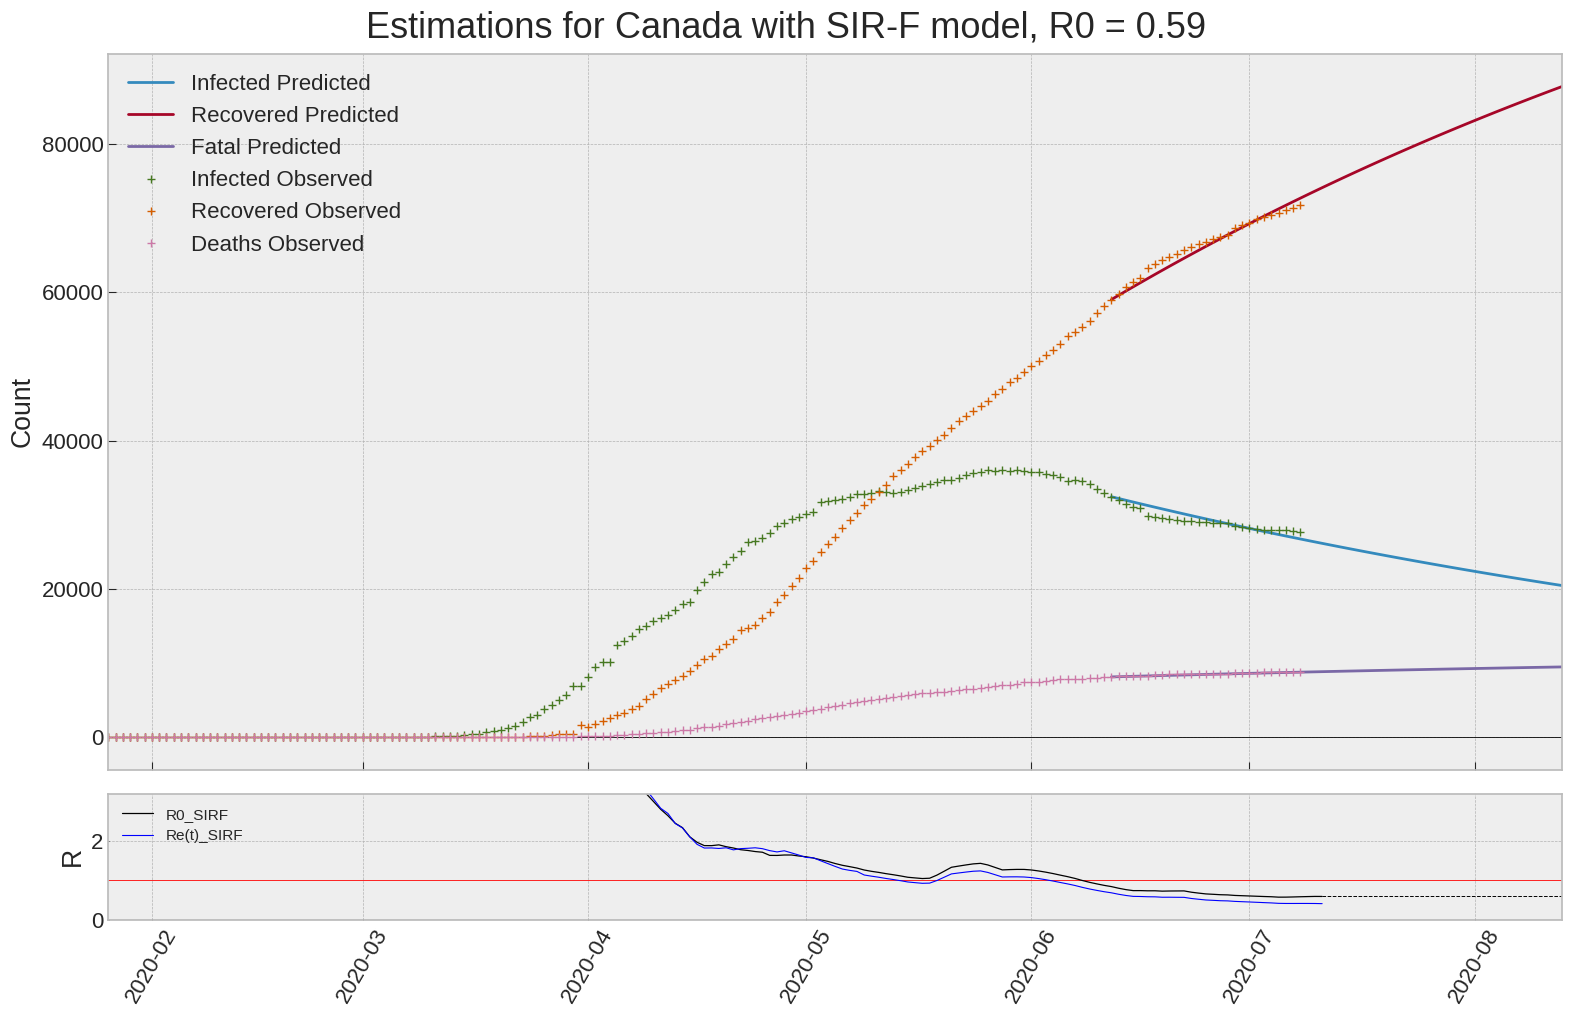 Estimations for Canada with SIR-F model, R0 = 0.59
Infected Predicted
Recovered Predicted
Fatal Predicted
Infected Observed
Recovered Observed
Deaths Observed
80000
60000
40000
20000
0
Count
R0_SIRF
Re(t)_SIRF
2
0
R
2020-02
2020-03
2020-04
2020-05
2020-06
2020-07
2020-08